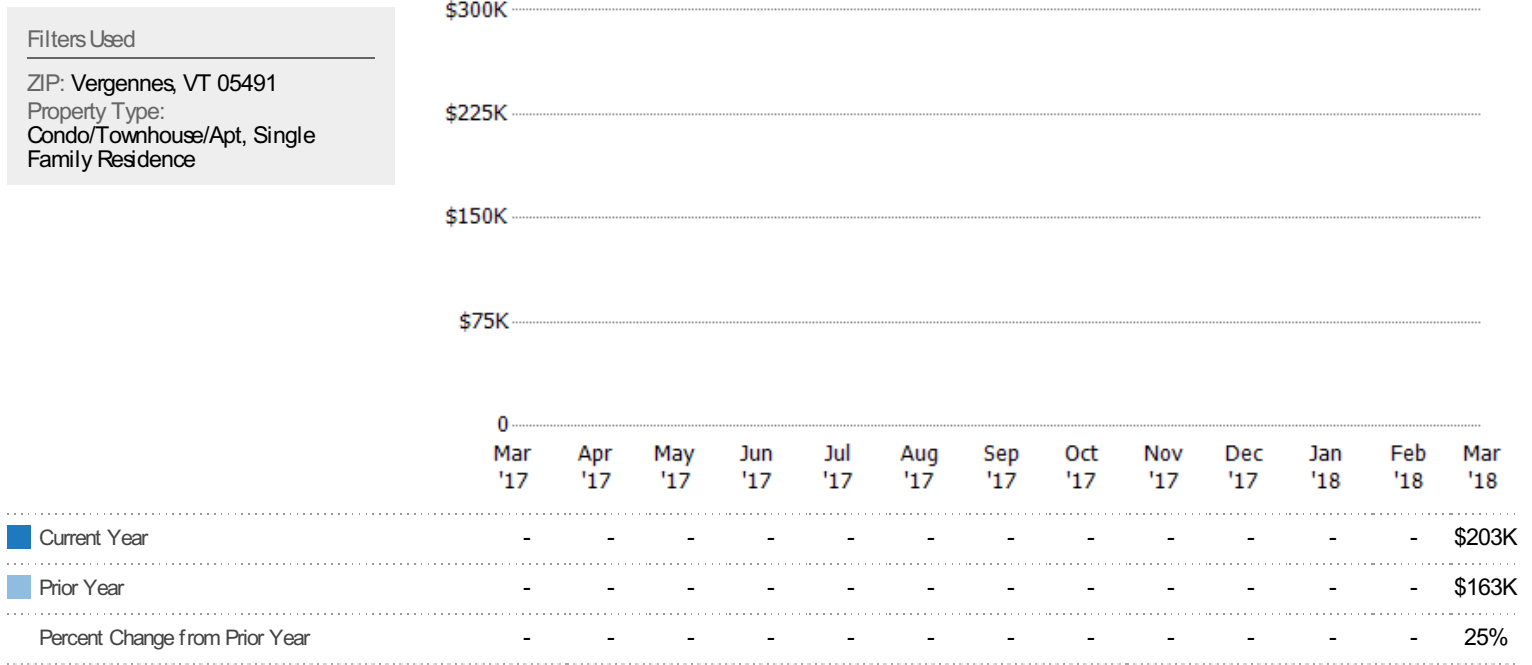 Filters Used
ZIP: Vergennes, VT 05491
Property Type:
Condo/Townhouse/Apt, Single
Family Residence
$300K
$225K
$150K
$75K
0
Mar Apr May Jun Jul Aug Sep Oct Nov Dec Jan Feb Mar
'17 '17 '17 '17 '17 '17 '17 '17 '17 '17 '18 '18 '18
Current Year - - - - - - - - - - - - $203K
Prior Year - - - - - - - - - - - - $163K
Percent Change from Prior Year - - - - - - - - - - - - 25%